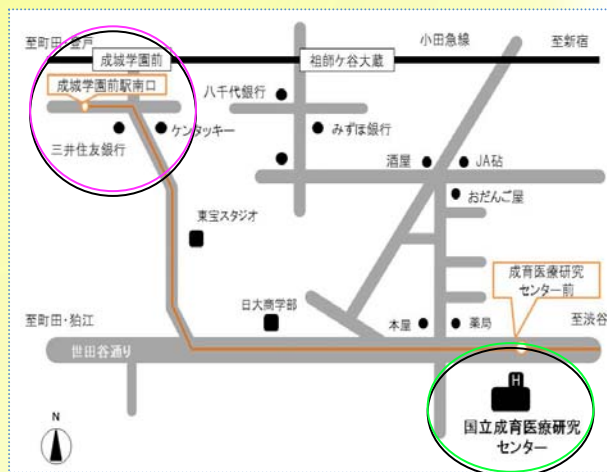 小田急線
至町田・登戸
至新宿
成城学園前
祖師ケ谷大蔵
成城学園前駅南口
八千代銀行
ケンタッキー
みずほ銀行
三井住友銀行
酒屋
JA砧
おだんご屋
東宝スタジオ
成育医療研究
センター前
日大商学部
至町田・狛江
本屋
薬局
至渋谷
世田谷通り
H
国立成育医療研究
センター
N